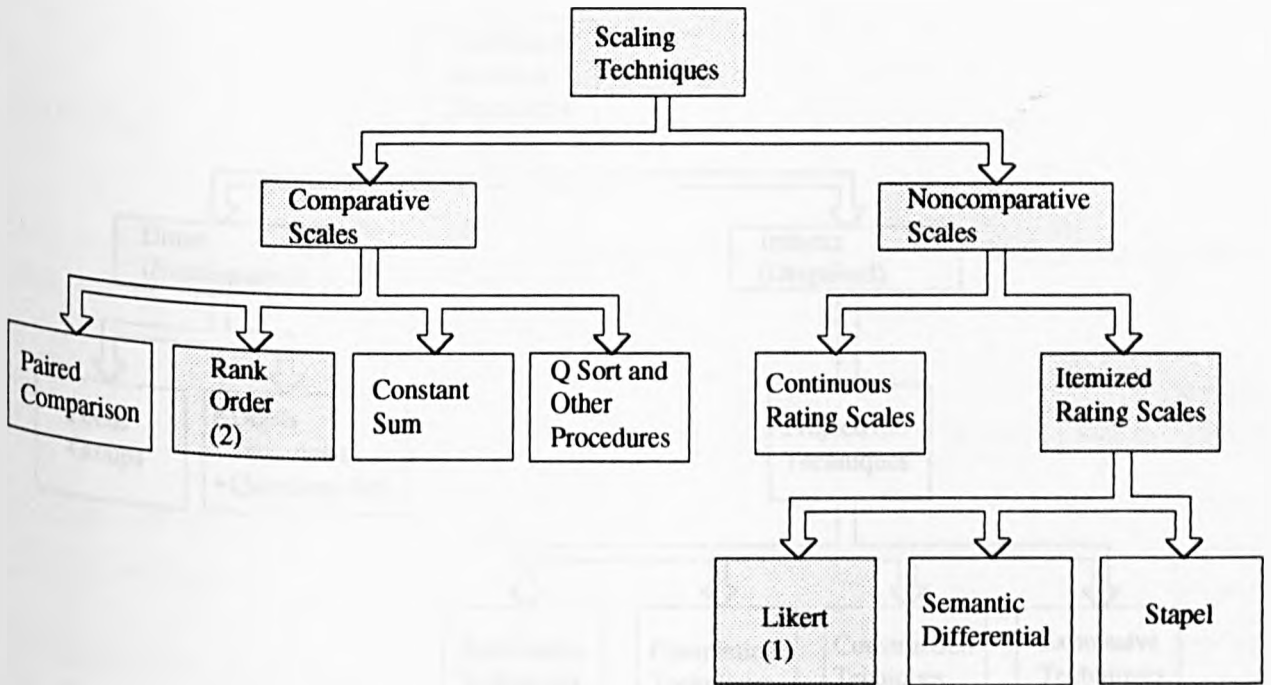 Scaling
Techniques
Comparative
Scales
Noncomparative
Scales
Paired
Comparison
Rank
Order
(2)
Constant
Sum
Q Sort and
Other
Procedures
Continuous
Rating Scales
Itemized
Rating Scales
Likert
(1)
Semantic
Differential
Stapel